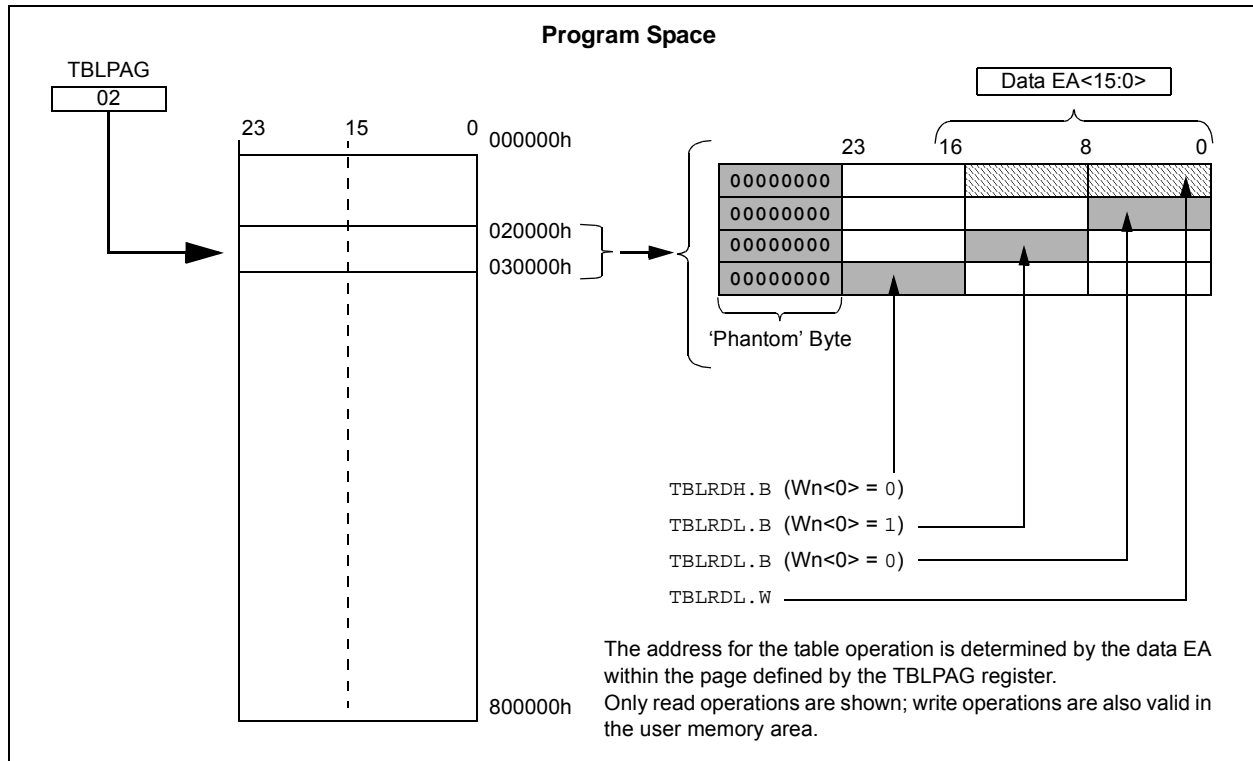 Program Space
TBLPAG
02
Data EA<15:0>
23 15 0
000000h
020000h
030000h
800000h
23 16 8 0
00000000
00000000
00000000
00000000
‘Phantom’ Byte
TBLRDH.B (Wn<0> = 0)
TBLRDL.B (Wn<0> = 1)
TBLRDL.B (Wn<0> = 0)
TBLRDL.W
The address for the table operation is determined by the data EA
within the page defined by the TBLPAG register.
Only read operations are shown; write operations are also valid in
the user memory area.